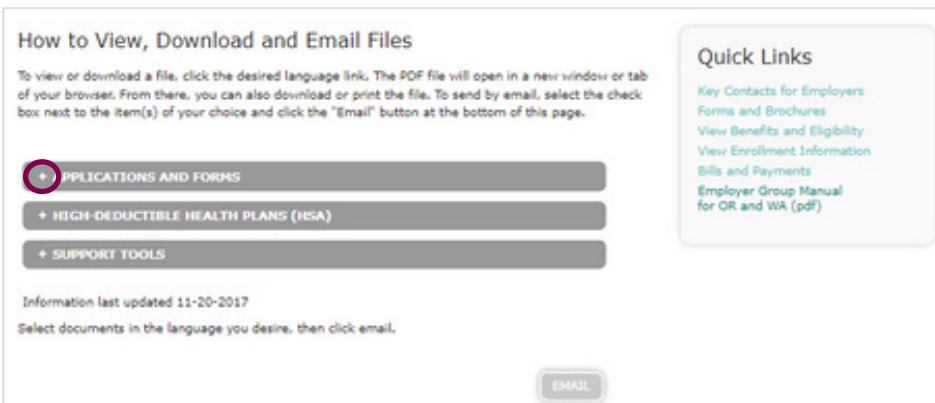 How to View, Download and Email Files
To view or download a file, click the desired language link. The PDF file will open in a new window or tab
of your browser. From there, you can also download or print the file. To send by email, select the check
box next to the item(s) of your choice and click the "Email" button at the bottom of this page.
+ APPLICATIONS AND FORMS
+ HIGH-DEDUCTIBLE HEALTH PLANS (HSA)
+ SUPPORT TOOLS
Information last updated 11-20-2017
Select documents in the language you desire, then click email.
EMAIL
Quick Links
Key Contacts for Employers
Forms and Brochures
View Benefits and Eligibility
View Enrollment Information
Bills and Payments
Employer Group Manual
for OR and WA (pdf)